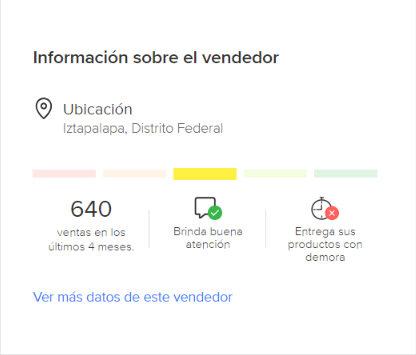 Información sobre el vendedor
Ubicación
Iztapalapa, Distrito Federal
640
ventas en los
últimos 4 meses.
Brinda buena
atención
Entrega sus
productos con
demora
Ver más datos de este vendedor